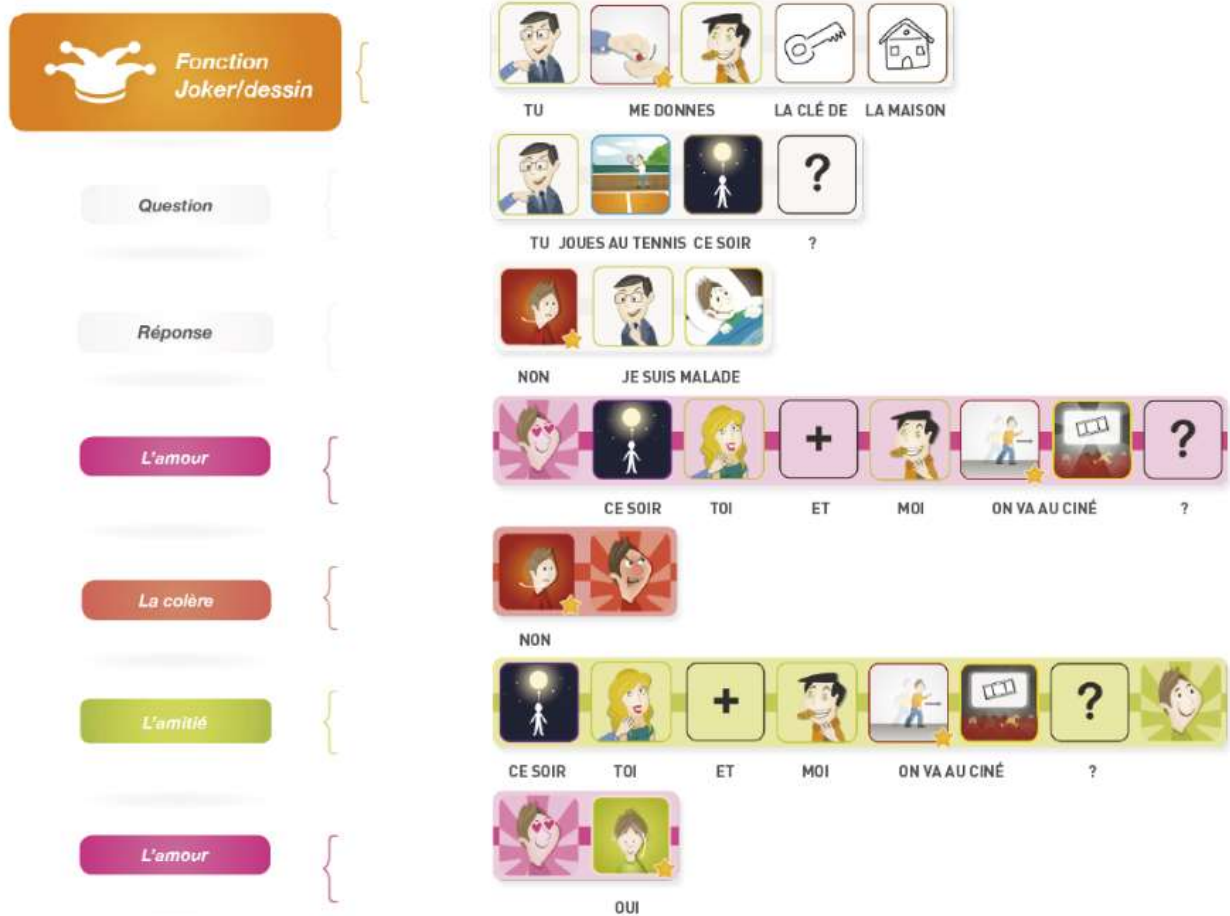 Fonction
Joker/dessin
TU ME DONNES LA CLÉ DE LA MAISON
Question
?
TU JOUES AU TENNIS CE SOIR ?
Réponse
NON JE SUIS MALADE
L'amour
+ ?
CE SOIR TOI ET MOI ON VA AU CINÉ ?
La colère
NON
L'amitié
+ ?
CE SOIR TOI ET MOI ON VA AU CINÉ ?
L'amour
OUI